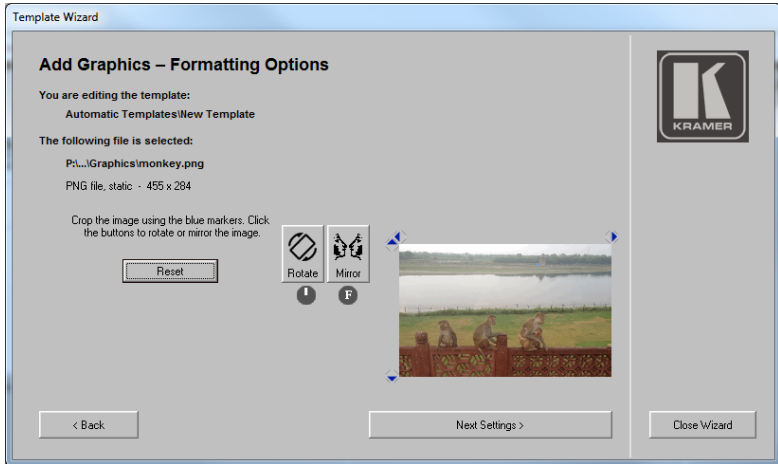 Template Wizard
Add Graphics – Formatting Options
You are editing the template:
Automatic Templates\New Template
The following file is selected:
P:\...\Graphics\monkey.png
PNG file, static - 455 x 284
Crop the image using the blue markers. Click
the buttons to rotate or mirror the image.
Reset
Rotate
Mirror
F
KRAMER
< Back
Next Settings >
Close Wizard